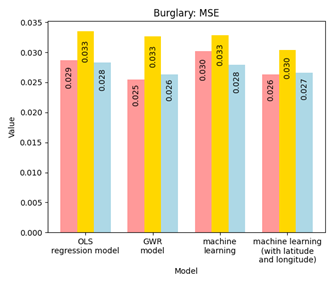 Burglary: MSE
0.035
0.030
0.025
0.020
0.015
0.010
0.005
0.000
Value
0.029
0.033
0.028
0.025
0.033
0.026
0.030
0.033
0.028
0.026
0.030
0.027
OLS
regression model
GWR
model
machine
learning
machine learning
(with latitude
and longitude)
Model